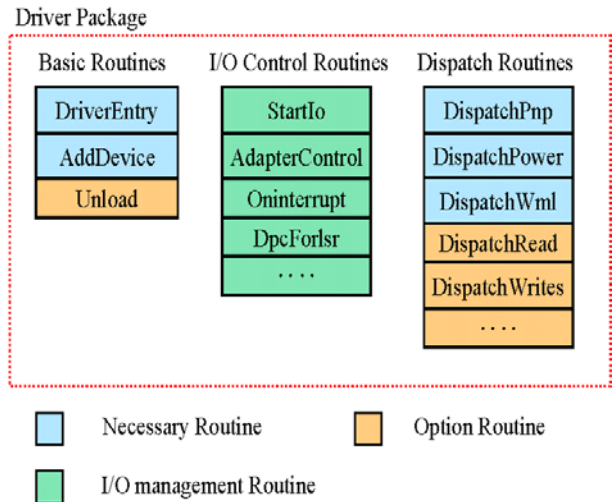 Driver Package
Basic Routines
DriverEntry
AddDevice
Unload
I/O Control Routines
StartIo
AdapterControl
Oninterrupt
DpcForlsr
....
Dispatch Routines
DispatchPnp
DispatchPower
DispatchWml
DispatchRead
DispatchWrites
....
Necessary Routine
Option Routine
I/O management Routine